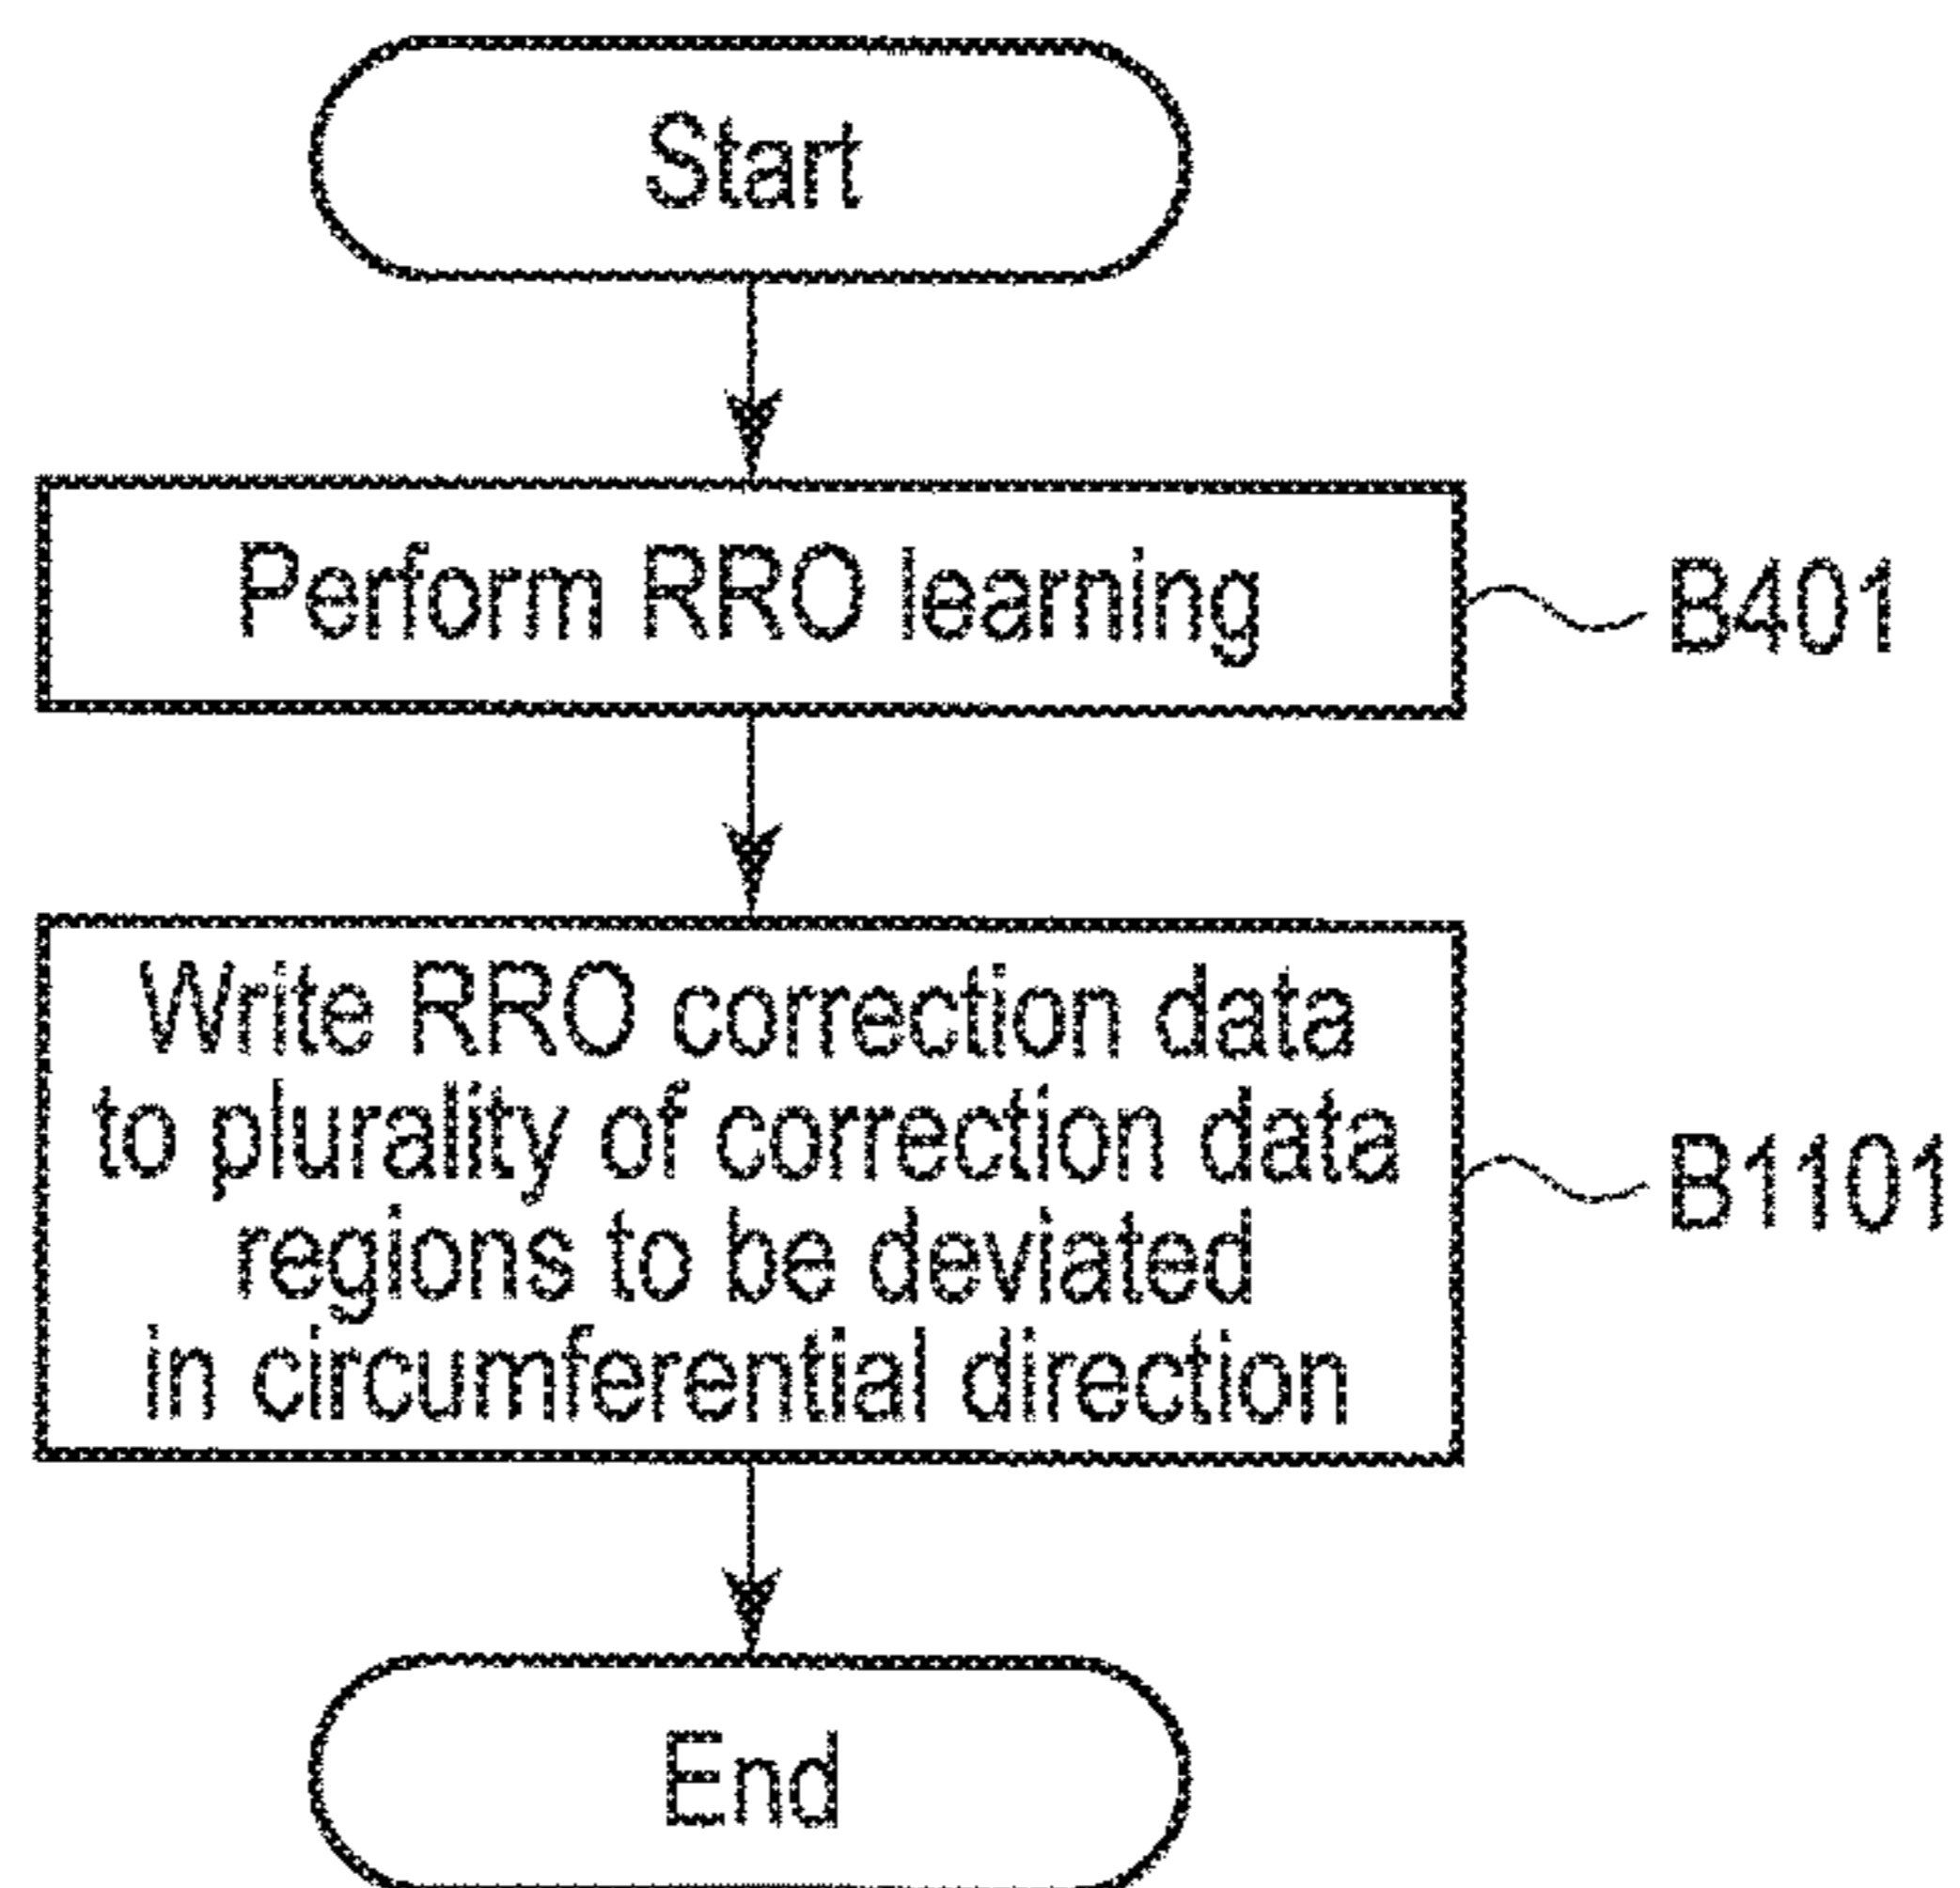 Start
Perform RRO learning
B401
Write RRO correction data
to plurality of correction data
regions to be deviated
in circumferential direction
B1101
End